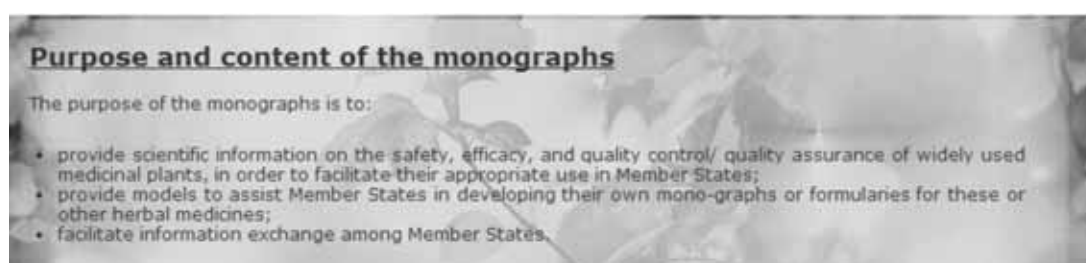 Purpose and content of the monographs
The purpose of the monographs is to:
• provide scientific information on the safety, efficacy, and quality control/ quality assurance of widely used
medicinal plants, in order to facilitate their appropriate use in Member States;
• provide models to assist Member States in developing their own mono-graphs or formularies for these or
other herbal medicines;
• facilitate information exchange among Member States.